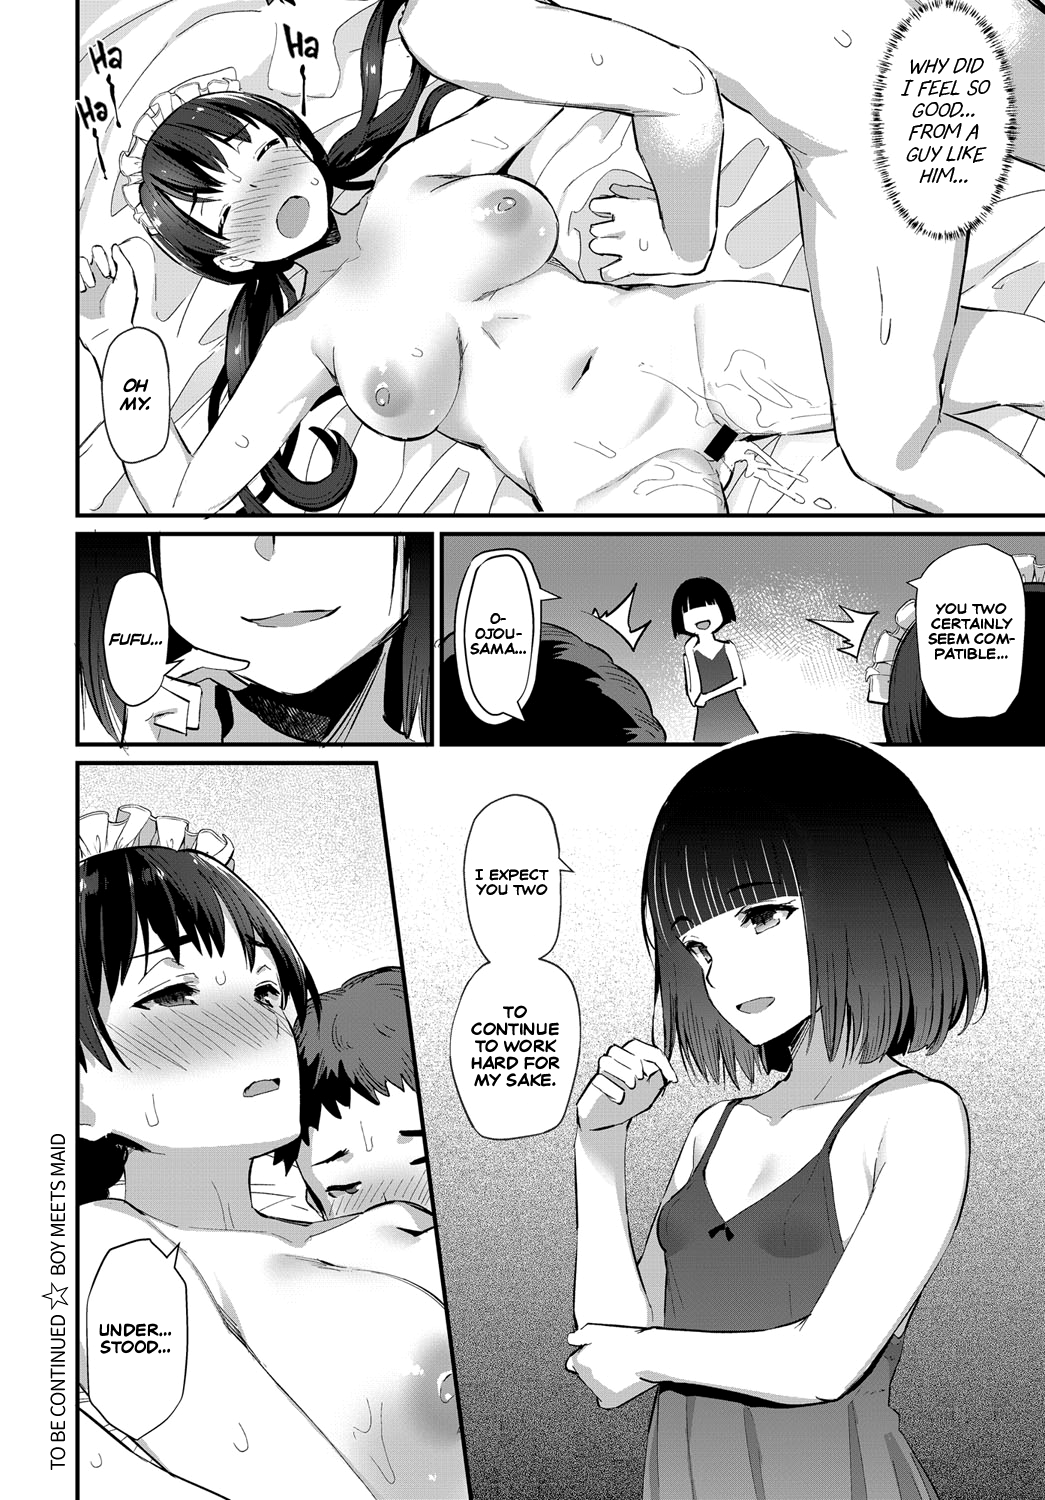 WHY DID
I FEEL SO
GOOD...
FROM A
GUY LIKE
HIM...
Ha
Ha
Ha
OH
MY.
YOU TWO
CERTAINLY
SEEM COM-
PATIBLE...
O-
OJOU-
SAMA...
FUFU...
I EXPECT
YOU TWO
TO
CONTINUE
TO WORK
HARD FOR
MY SAKE.
UNDER...
STOOD...
TO BE CONTINUED ☆ BOY MEETS MAID